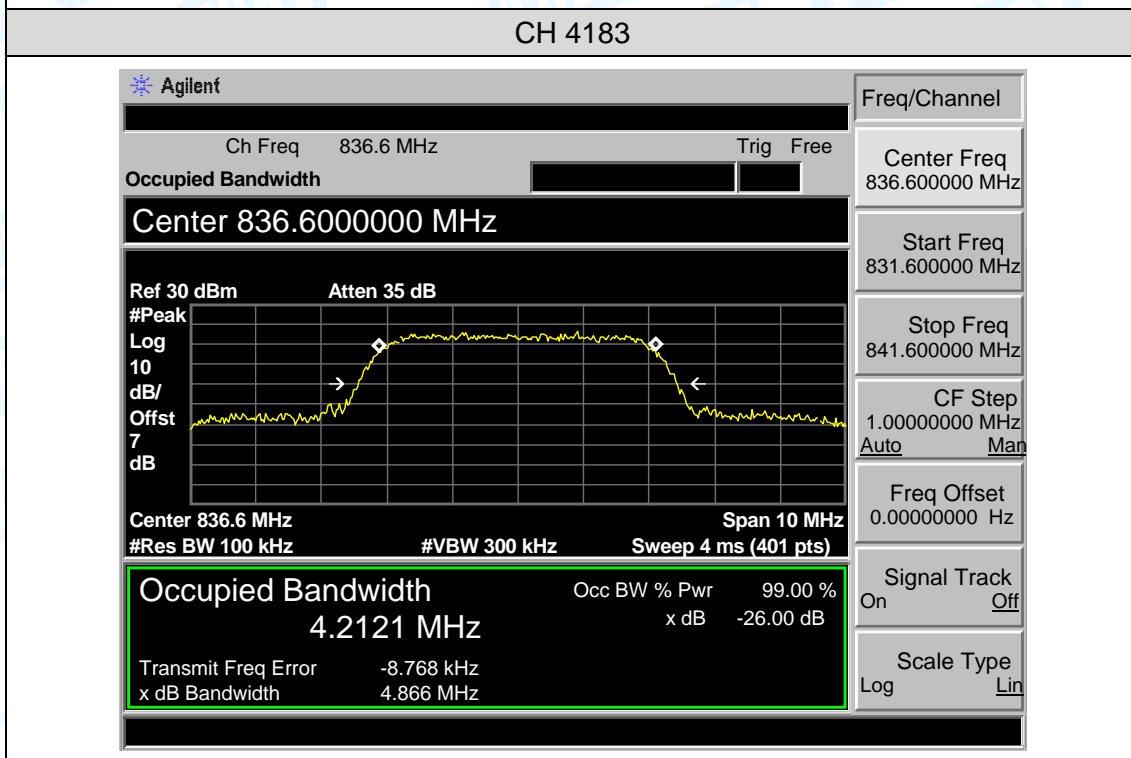 CH 4183
Agilent
Freq/Channel
Ch Freq 836.6 MHz Trig Free
Occupied Bandwidth
Center 836.6000000 MHz
Center Freq
836.600000 MHz
Start Freq
831.600000 MHz
Stop Freq
841.600000 MHz
CF Step
1.00000000 MHz
Auto Man
Freq Offset
0.00000000 Hz
Signal Track
On Off
Scale Type
Log Lin
Ref 30 dBm Atten 35 dB
#Peak
Log
10
dB/
Offst
7
dB
Center 836.6 MHz Span 10 MHz
#Res BW 100 kHz #VBW 300 kHz Sweep 4 ms (401 pts)
Occupied Bandwidth Occ BW % Pwr 99.00 %
4.2121 MHz x dB -26.00 dB
Transmit Freq Error -8.768 kHz
x dB Bandwidth 4.866 MHz